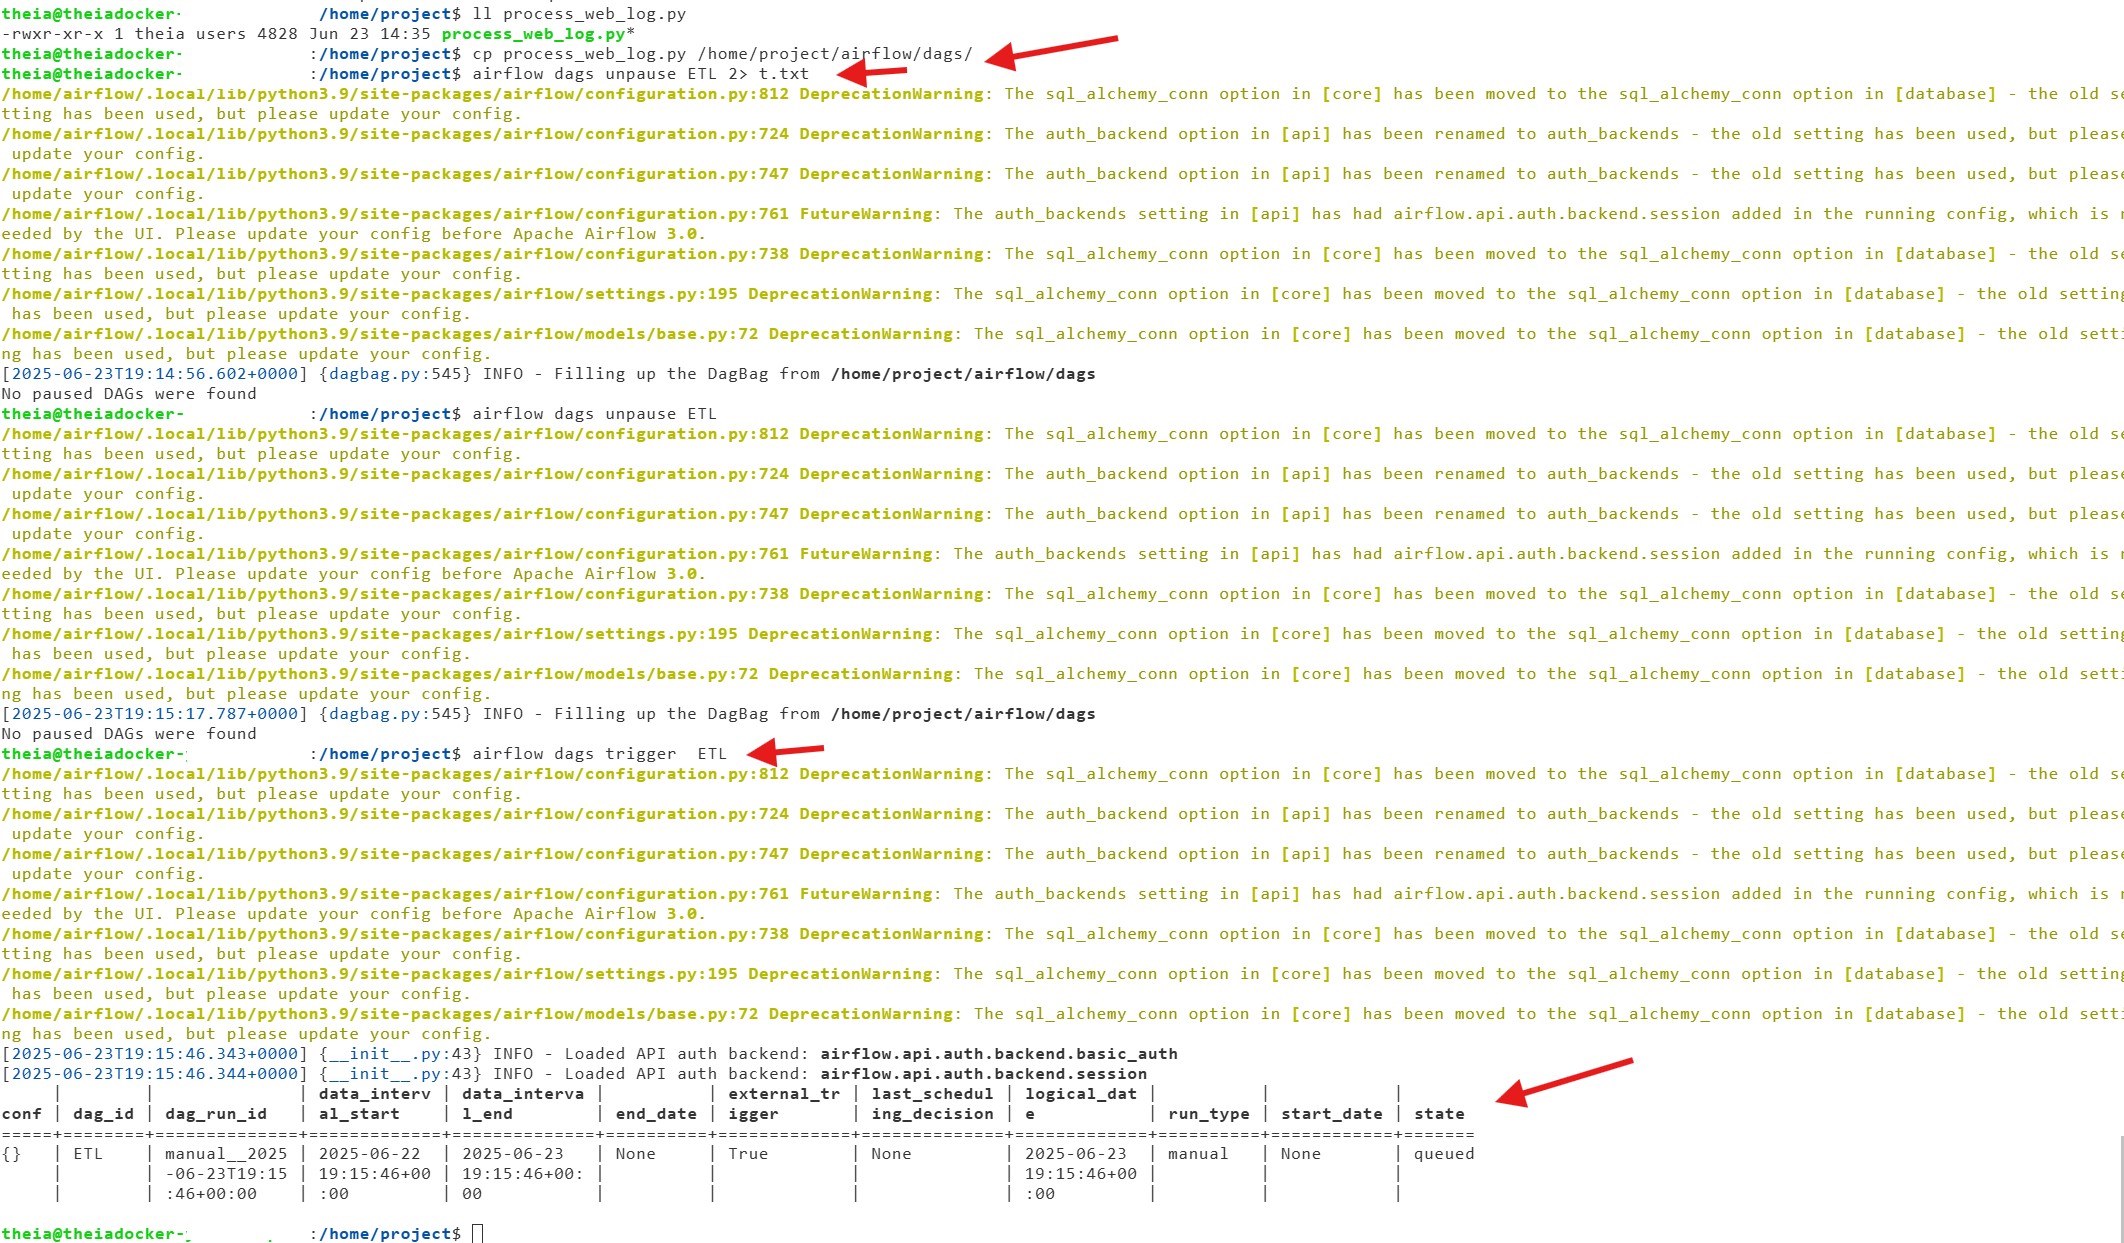 theia@theiadocker- /home/project$ ll process_web_log.py
-rwxr-xr-x 1 theia users 4828 Jun 23 14:35 process_web_log.py*
theia@theiadocker- :/home/project$ cp process_web_log.py /home/project/airflow/dags/
theia@theiadocker- :/home/project$ airflow dags unpause ETL 2> t.txt
/home/airflow/.local/lib/python3.9/site-packages/airflow/configuration.py:812 DeprecationWarning: The sql_alchemy_conn option in [core] has been moved to the sql_alchemy_conn option in [database] - the old se
tting has been used, but please update your config.
/home/airflow/.local/lib/python3.9/site-packages/airflow/configuration.py:724 DeprecationWarning: The auth_backend option in [api] has been renamed to auth_backends - the old setting has been used, but please
update your config.
/home/airflow/.local/lib/python3.9/site-packages/airflow/configuration.py:747 DeprecationWarning: The auth_backend option in [api] has been renamed to auth_backends - the old setting has been used, but please
update your config.
/home/airflow/.local/lib/python3.9/site-packages/airflow/configuration.py:761 FutureWarning: The auth_backends setting in [api] has had airflow.api.auth.backend.session added in the running config, which is n
eeded by the UI. Please update your config before Apache Airflow 3.0.
/home/airflow/.local/lib/python3.9/site-packages/airflow/configuration.py:738 DeprecationWarning: The sql_alchemy_conn option in [core] has been moved to the sql_alchemy_conn option in [database] - the old se
tting has been used, but please update your config.
/home/airflow/.local/lib/python3.9/site-packages/airflow/settings.py:195 DeprecationWarning: The sql_alchemy_conn option in [core] has been moved to the sql_alchemy_conn option in [database] - the old setting
has been used, but please update your config.
/home/airflow/.local/lib/python3.9/site-packages/airflow/models/base.py:72 DeprecationWarning: The sql_alchemy_conn option in [core] has been moved to the sql_alchemy_conn option in [database] - the old setti
ng has been used, but please update your config.
[2025-06-23T19:14:56.602+0000] {dagbag.py:545} INFO - Filling up the DagBag from /home/project/airflow/dags
No paused DAGs were found
theia@theiadocker- :/home/project$ airflow dags unpause ETL
/home/airflow/.local/lib/python3.9/site-packages/airflow/configuration.py:812 DeprecationWarning: The sql_alchemy_conn option in [core] has been moved to the sql_alchemy_conn option in [database] - the old se
tting has been used, but please update your config.
/home/airflow/.local/lib/python3.9/site-packages/airflow/configuration.py:724 DeprecationWarning: The auth_backend option in [api] has been renamed to auth_backends - the old setting has been used, but please
update your config.
/home/airflow/.local/lib/python3.9/site-packages/airflow/configuration.py:747 DeprecationWarning: The auth_backend option in [api] has been renamed to auth_backends - the old setting has been used, but please
update your config.
/home/airflow/.local/lib/python3.9/site-packages/airflow/configuration.py:761 FutureWarning: The auth_backends setting in [api] has had airflow.api.auth.backend.session added in the running config, which is n
eeded by the UI. Please update your config before Apache Airflow 3.0.
/home/airflow/.local/lib/python3.9/site-packages/airflow/configuration.py:738 DeprecationWarning: The sql_alchemy_conn option in [core] has been moved to the sql_alchemy_conn option in [database] - the old se
tting has been used, but please update your config.
/home/airflow/.local/lib/python3.9/site-packages/airflow/settings.py:195 DeprecationWarning: The sql_alchemy_conn option in [core] has been moved to the sql_alchemy_conn option in [database] - the old setting
has been used, but please update your config.
/home/airflow/.local/lib/python3.9/site-packages/airflow/models/base.py:72 DeprecationWarning: The sql_alchemy_conn option in [core] has been moved to the sql_alchemy_conn option in [database] - the old setti
ng has been used, but please update your config.
[2025-06-23T19:15:17.787+0000] {dagbag.py:545} INFO - Filling up the DagBag from /home/project/airflow/dags
No paused DAGs were found
theia@theiadocker- :/home/project$ airflow dags trigger  ETL
/home/airflow/.local/lib/python3.9/site-packages/airflow/configuration.py:812 DeprecationWarning: The sql_alchemy_conn option in [core] has been moved to the sql_alchemy_conn option in [database] - the old se
tting has been used, but please update your config.
/home/airflow/.local/lib/python3.9/site-packages/airflow/configuration.py:724 DeprecationWarning: The auth_backend option in [api] has been renamed to auth_backends - the old setting has been used, but please
update your config.
/home/airflow/.local/lib/python3.9/site-packages/airflow/configuration.py:747 DeprecationWarning: The auth_backend option in [api] has been renamed to auth_backends - the old setting has been used, but please
update your config.
/home/airflow/.local/lib/python3.9/site-packages/airflow/configuration.py:761 FutureWarning: The auth_backends setting in [api] has had airflow.api.auth.backend.session added in the running config, which is n
eeded by the UI. Please update your config before Apache Airflow 3.0.
/home/airflow/.local/lib/python3.9/site-packages/airflow/configuration.py:738 DeprecationWarning: The sql_alchemy_conn option in [core] has been moved to the sql_alchemy_conn option in [database] - the old se
tting has been used, but please update your config.
/home/airflow/.local/lib/python3.9/site-packages/airflow/settings.py:195 DeprecationWarning: The sql_alchemy_conn option in [core] has been moved to the sql_alchemy_conn option in [database] - the old setting
has been used, but please update your config.
/home/airflow/.local/lib/python3.9/site-packages/airflow/models/base.py:72 DeprecationWarning: The sql_alchemy_conn option in [core] has been moved to the sql_alchemy_conn option in [database] - the old setti
ng has been used, but please update your config.
[2025-06-23T19:15:46.343+0000] {__init__.py:43} INFO - Loaded API auth backend: airflow.api.auth.backend.basic_auth
[2025-06-23T19:15:46.344+0000] {__init__.py:43} INFO - Loaded API auth backend: airflow.api.auth.backend.session
     |        |              | data_interv | data_interva |          | external_tr | last_schedul | logical_dat |          |            |
conf | dag_id | dag_run_id   | al_start    | l_end        | end_date | igger       | ing_decision | e           | run_type | start_date | state
=====+========+==============+=============+==============+==========+=============+==============+=============+==========+============+=======
{}   | ETL    | manual__2025 | 2025-06-22  | 2025-06-23   | None     | True        | None         | 2025-06-23  | manual   | None       | queued
     |        | -06-23T19:15 | 19:15:46+00 | 19:15:46+00: |          |             |              | 19:15:46+00 |          |            |
     |        | :46+00:00    | :00         | 00           |          |             |              | :00         |          |            |
theia@theiadocker- :/home/project$